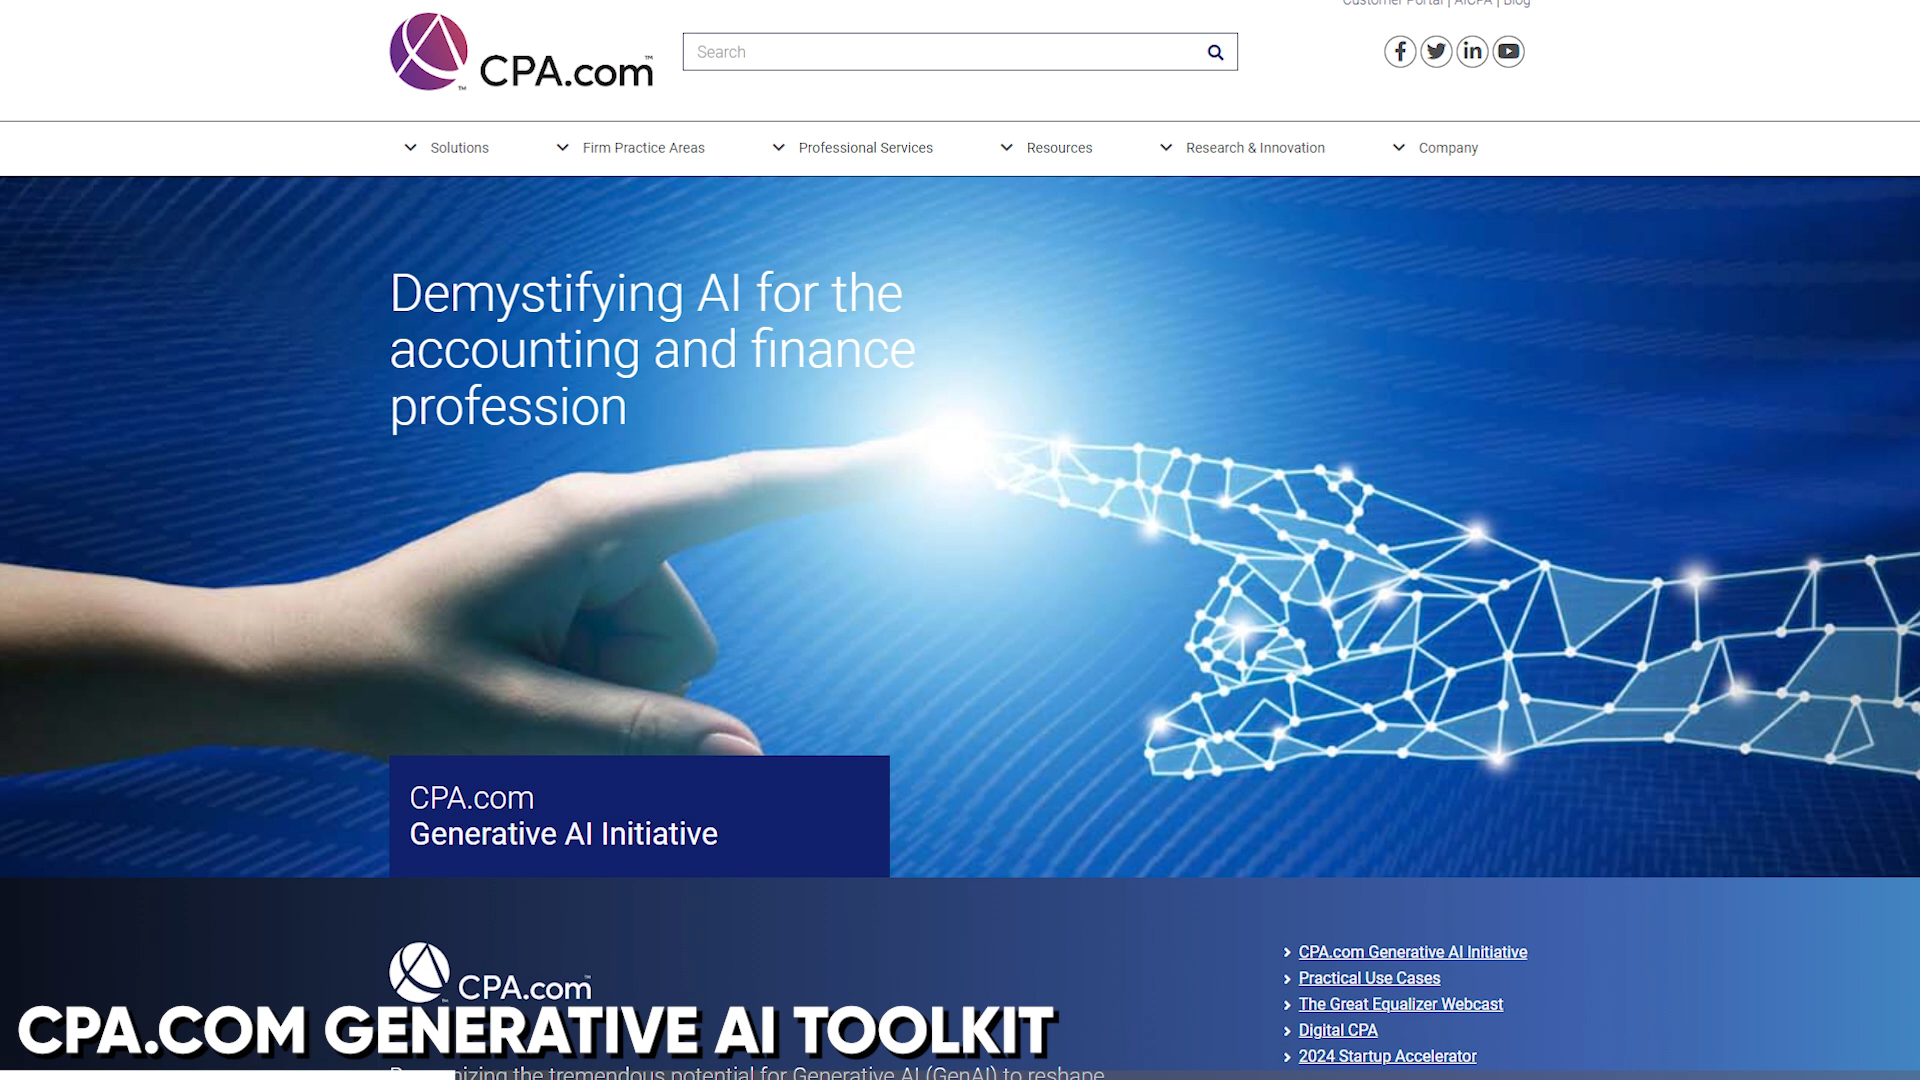 Customer Portal | AICPA | Blog
CPA.com™
Search
Solutions
Firm Practice Areas
Professional Services
Resources
Research & Innovation
Company
Demystifying AI for the
accounting and finance
profession
CPA.com
Generative AI Initiative
CPA.com™
CPA.com Generative AI Initiative
Practical Use Cases
The Great Equalizer Webcast
Digital CPA
2024 Startup Accelerator
CPA.COM GENERATIVE AI TOOLKIT
Recognizing the tremendous potential for Generative AI (GenAI) to reshape